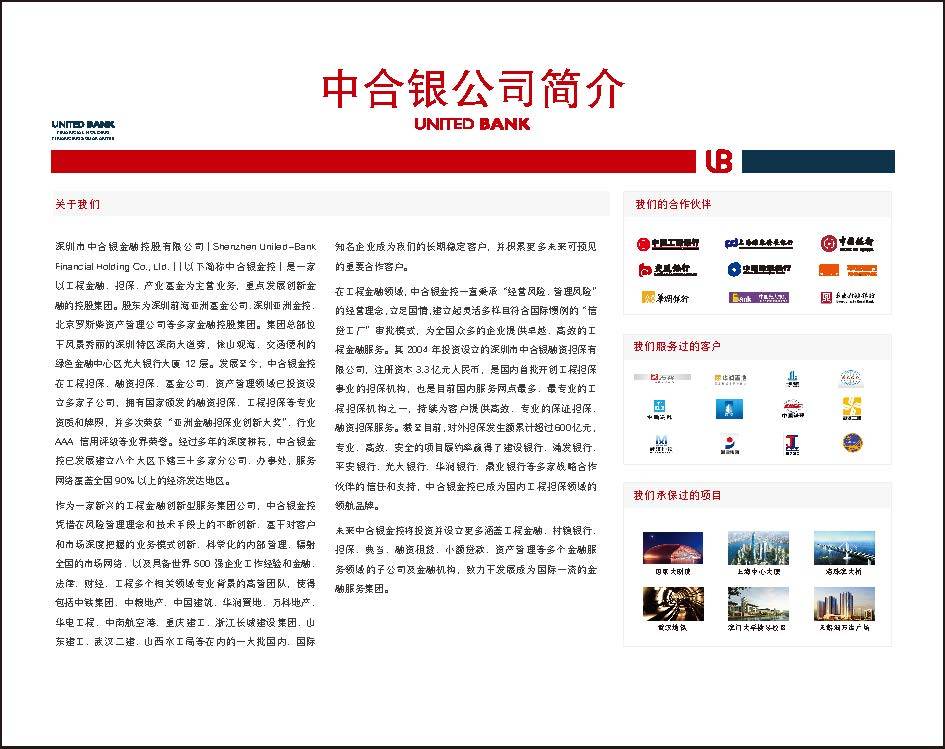 中合银公司简介
UNITED BANK
UNITED BANK
UB
关于我们
深圳市中合银金融控股有限公司|Shenzhen United-Bank
Financial Holding Co., Ltd. | |以下简称中合银金控|是一家
以工程金融、担保、产业基金为主营业务，重点发展创新金
融的控股集团。股东为深圳前海亚洲基金公司、深圳亚洲金控、
北京罗斯柴资产管理公司等多家金融控股集团。集团总部位
于风景秀丽的深圳特区深南大道旁，依山观海、交通便利的
绿色金融中心区光大银行大厦 12 层。发展至今，中合银金控
在工程担保、融资担保、基金公司、资产管理领域已投资设
立多家子公司，拥有国家颁发的融资担保、工程担保等专业
资质和牌照，并多次荣获“亚洲金融担保业创新大奖”、行业
AAA 信用评级等业界荣誉。经过多年的深度耕耘，中合银金
控已发展建立八个大区下辖三十多家分公司、办事处，服务
网络覆盖全国 90% 以上的经济发达地区。
作为一家新兴的工程金融创新型服务集团公司，中合银金控
凭借在风险管理理念和技术手段上的不断创新、基于对客户
和市场深度把握的业务模式创新、科学化的内部管理、辐射
全国的市场网络，以及具备世界 500 强企业工作经验和金融、
法律、财经、工程多个相关领域专业背景的高管团队，使得
包括中铁集团、中粮地产、中国建筑、华润置地、万科地产、
华电工程、中南航空港、重庆建工、浙江长城建设集团、山
东建工、武汉二建、山西水工局等在内的一大批国内、国际
知名企业成为我们的长期稳定客户，并积累更多未来可预见
的重要合作客户。
在工程金融领域，中合银金控一直秉承“经营风险、管理风险”
的经营理念，立足国情，建立起灵活多样且符合国际惯例的“信
贷工厂”审批模式，为全国众多的企业提供卓越、高效的工
程金融服务。其 2004 年投资设立的深圳市中合银融资担保有
限公司，注册资本 3.3亿元人民币，是国内首批开创工程担保
事业的担保机构，也是目前国内服务网点最多、最专业的工
程担保机构之一，持续为客户提供高效、专业的保证担保、
融资担保服务。截至目前，对外担保发生额累计超过600亿元，
专业、高效、安全的项目履约率赢得了建设银行、浦发银行、
平安银行、光大银行、华润银行、鼎业银行等多家战略合作
伙伴的信任和支持，中合银金控已成为国内工程担保领域的
领航品牌。
未来中合银金控将投资并设立更多涵盖工程金融、村镇银行、
担保、典当、融资租赁、小额贷款、资产管理等多个金融服
务领域的子公司及金融机构，致力于发展成为国际一流的金
融服务集团。
我们的合作伙伴
中国工商银行
上海浦东发展银行
中国银行
交通银行
中国建设银行
华润银行
我们服务过的客户
我们承保过的项目
国家大剧院
上海中心大厦
港珠澳大桥
武汉地铁
澳门大学横琴校区